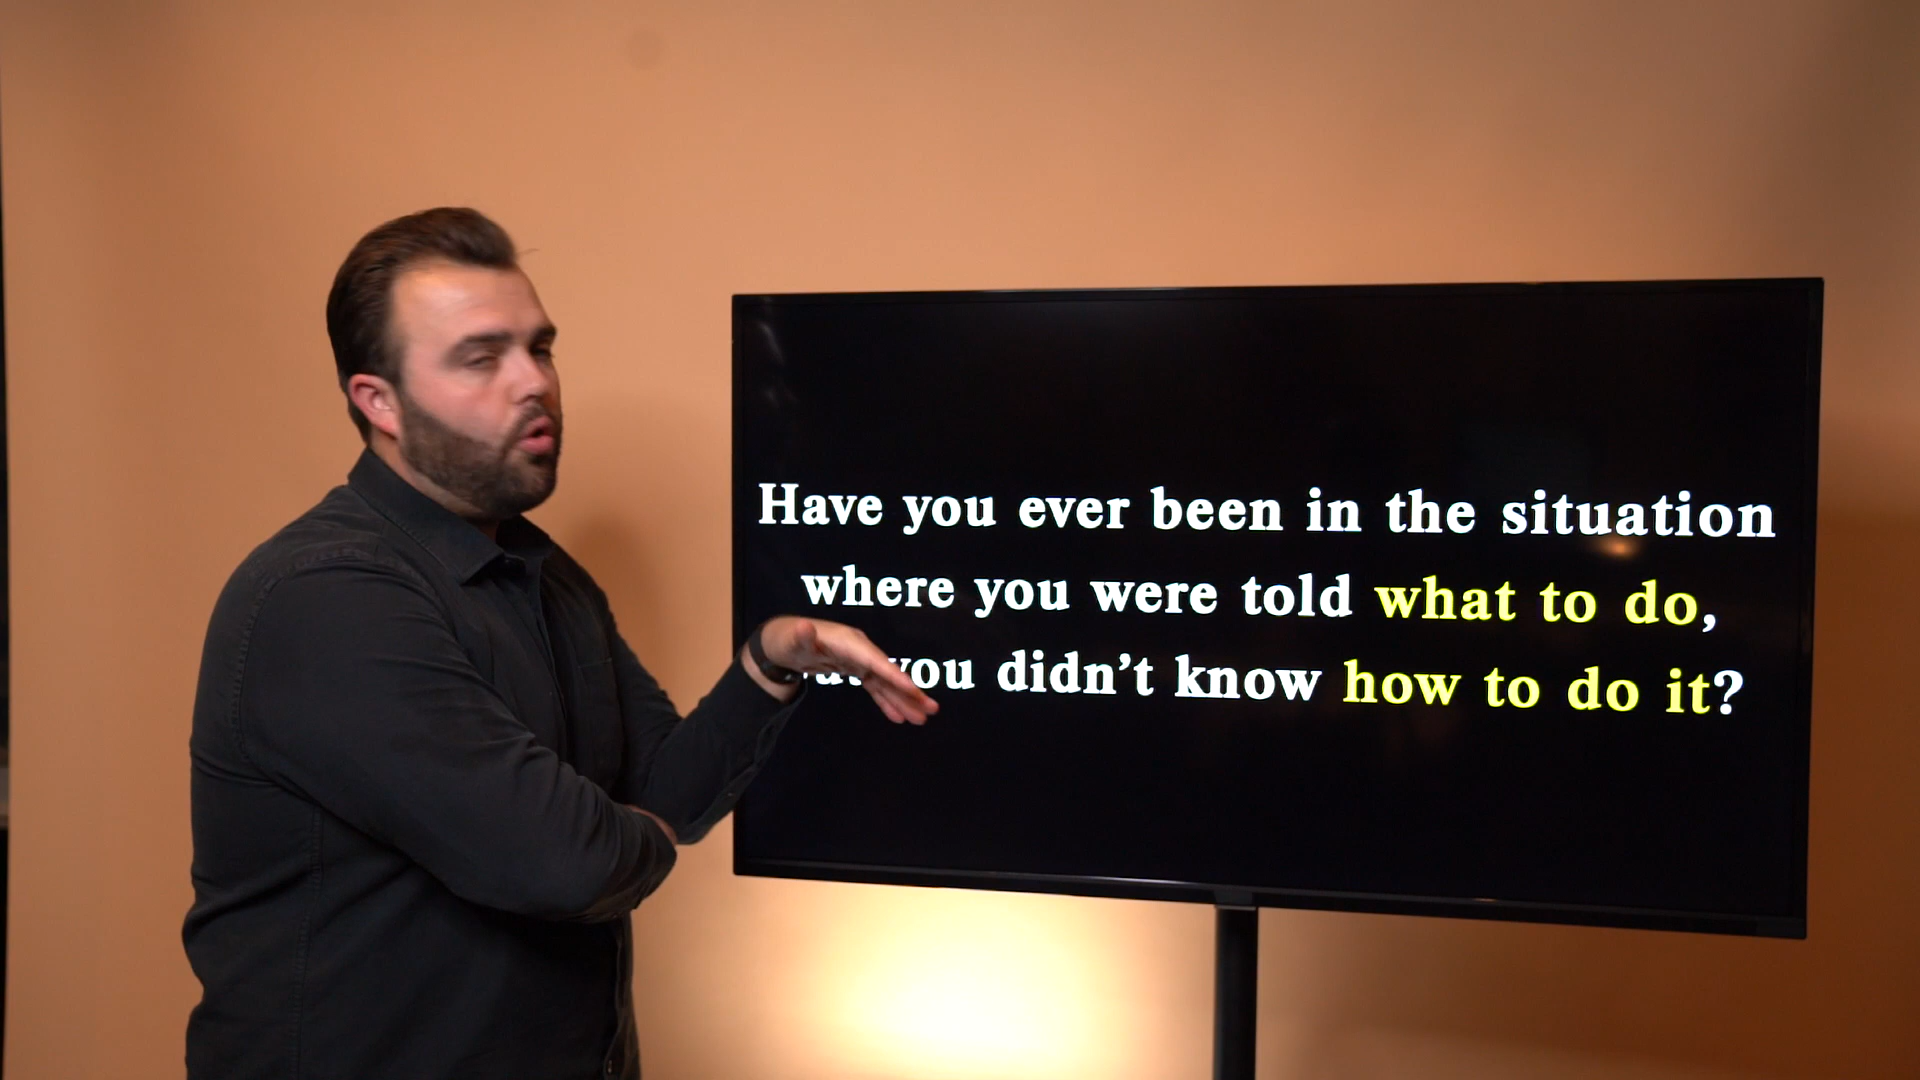 Have you ever been in the situation
where you were told what to do,
you didn’t know how to do it?